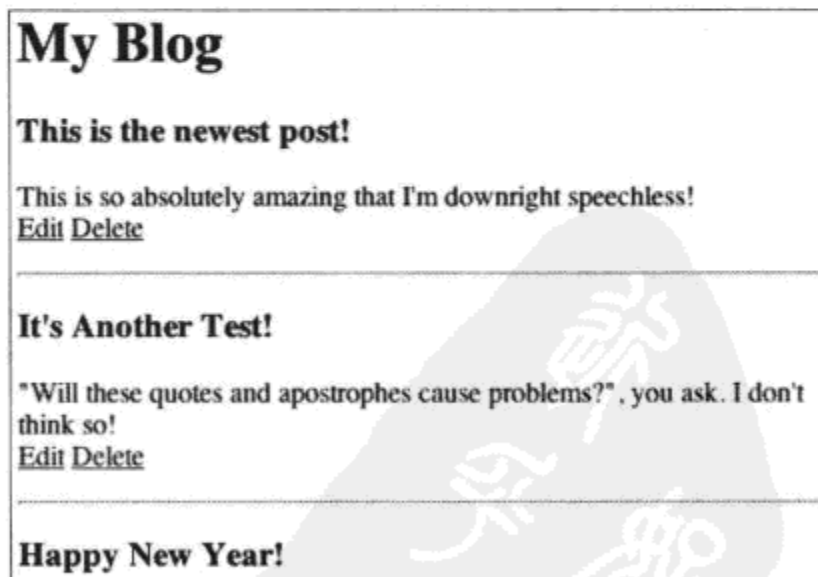 My Blog
This is the newest post!
This is so absolutely amazing that I'm downright speechless!
Edit Delete
It's Another Test!
"Will these quotes and apostrophes cause problems?", you ask. I don't
think so!
Edit Delete
Happy New Year!